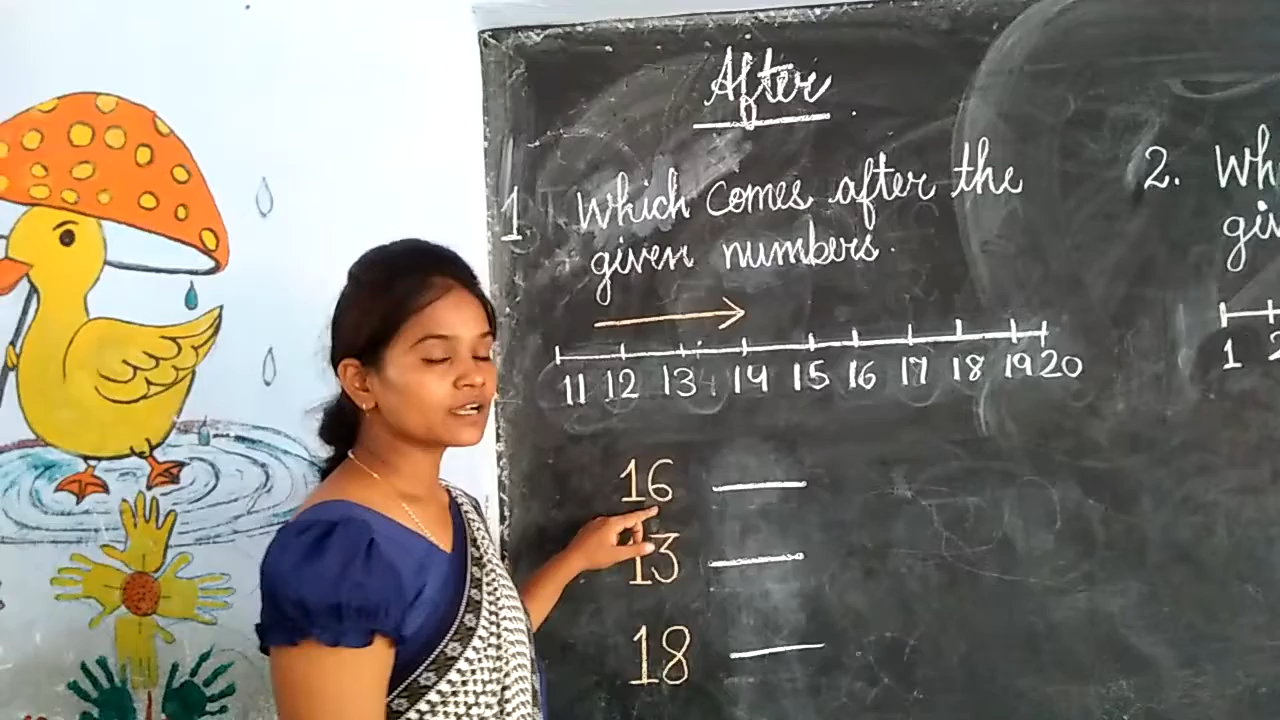 After
1. Which comes after the
given numbers.
11 12 13 14 15 16 17 18 19 20
16 ——
13 ——
18 ——
2. Wh
giv
1 2